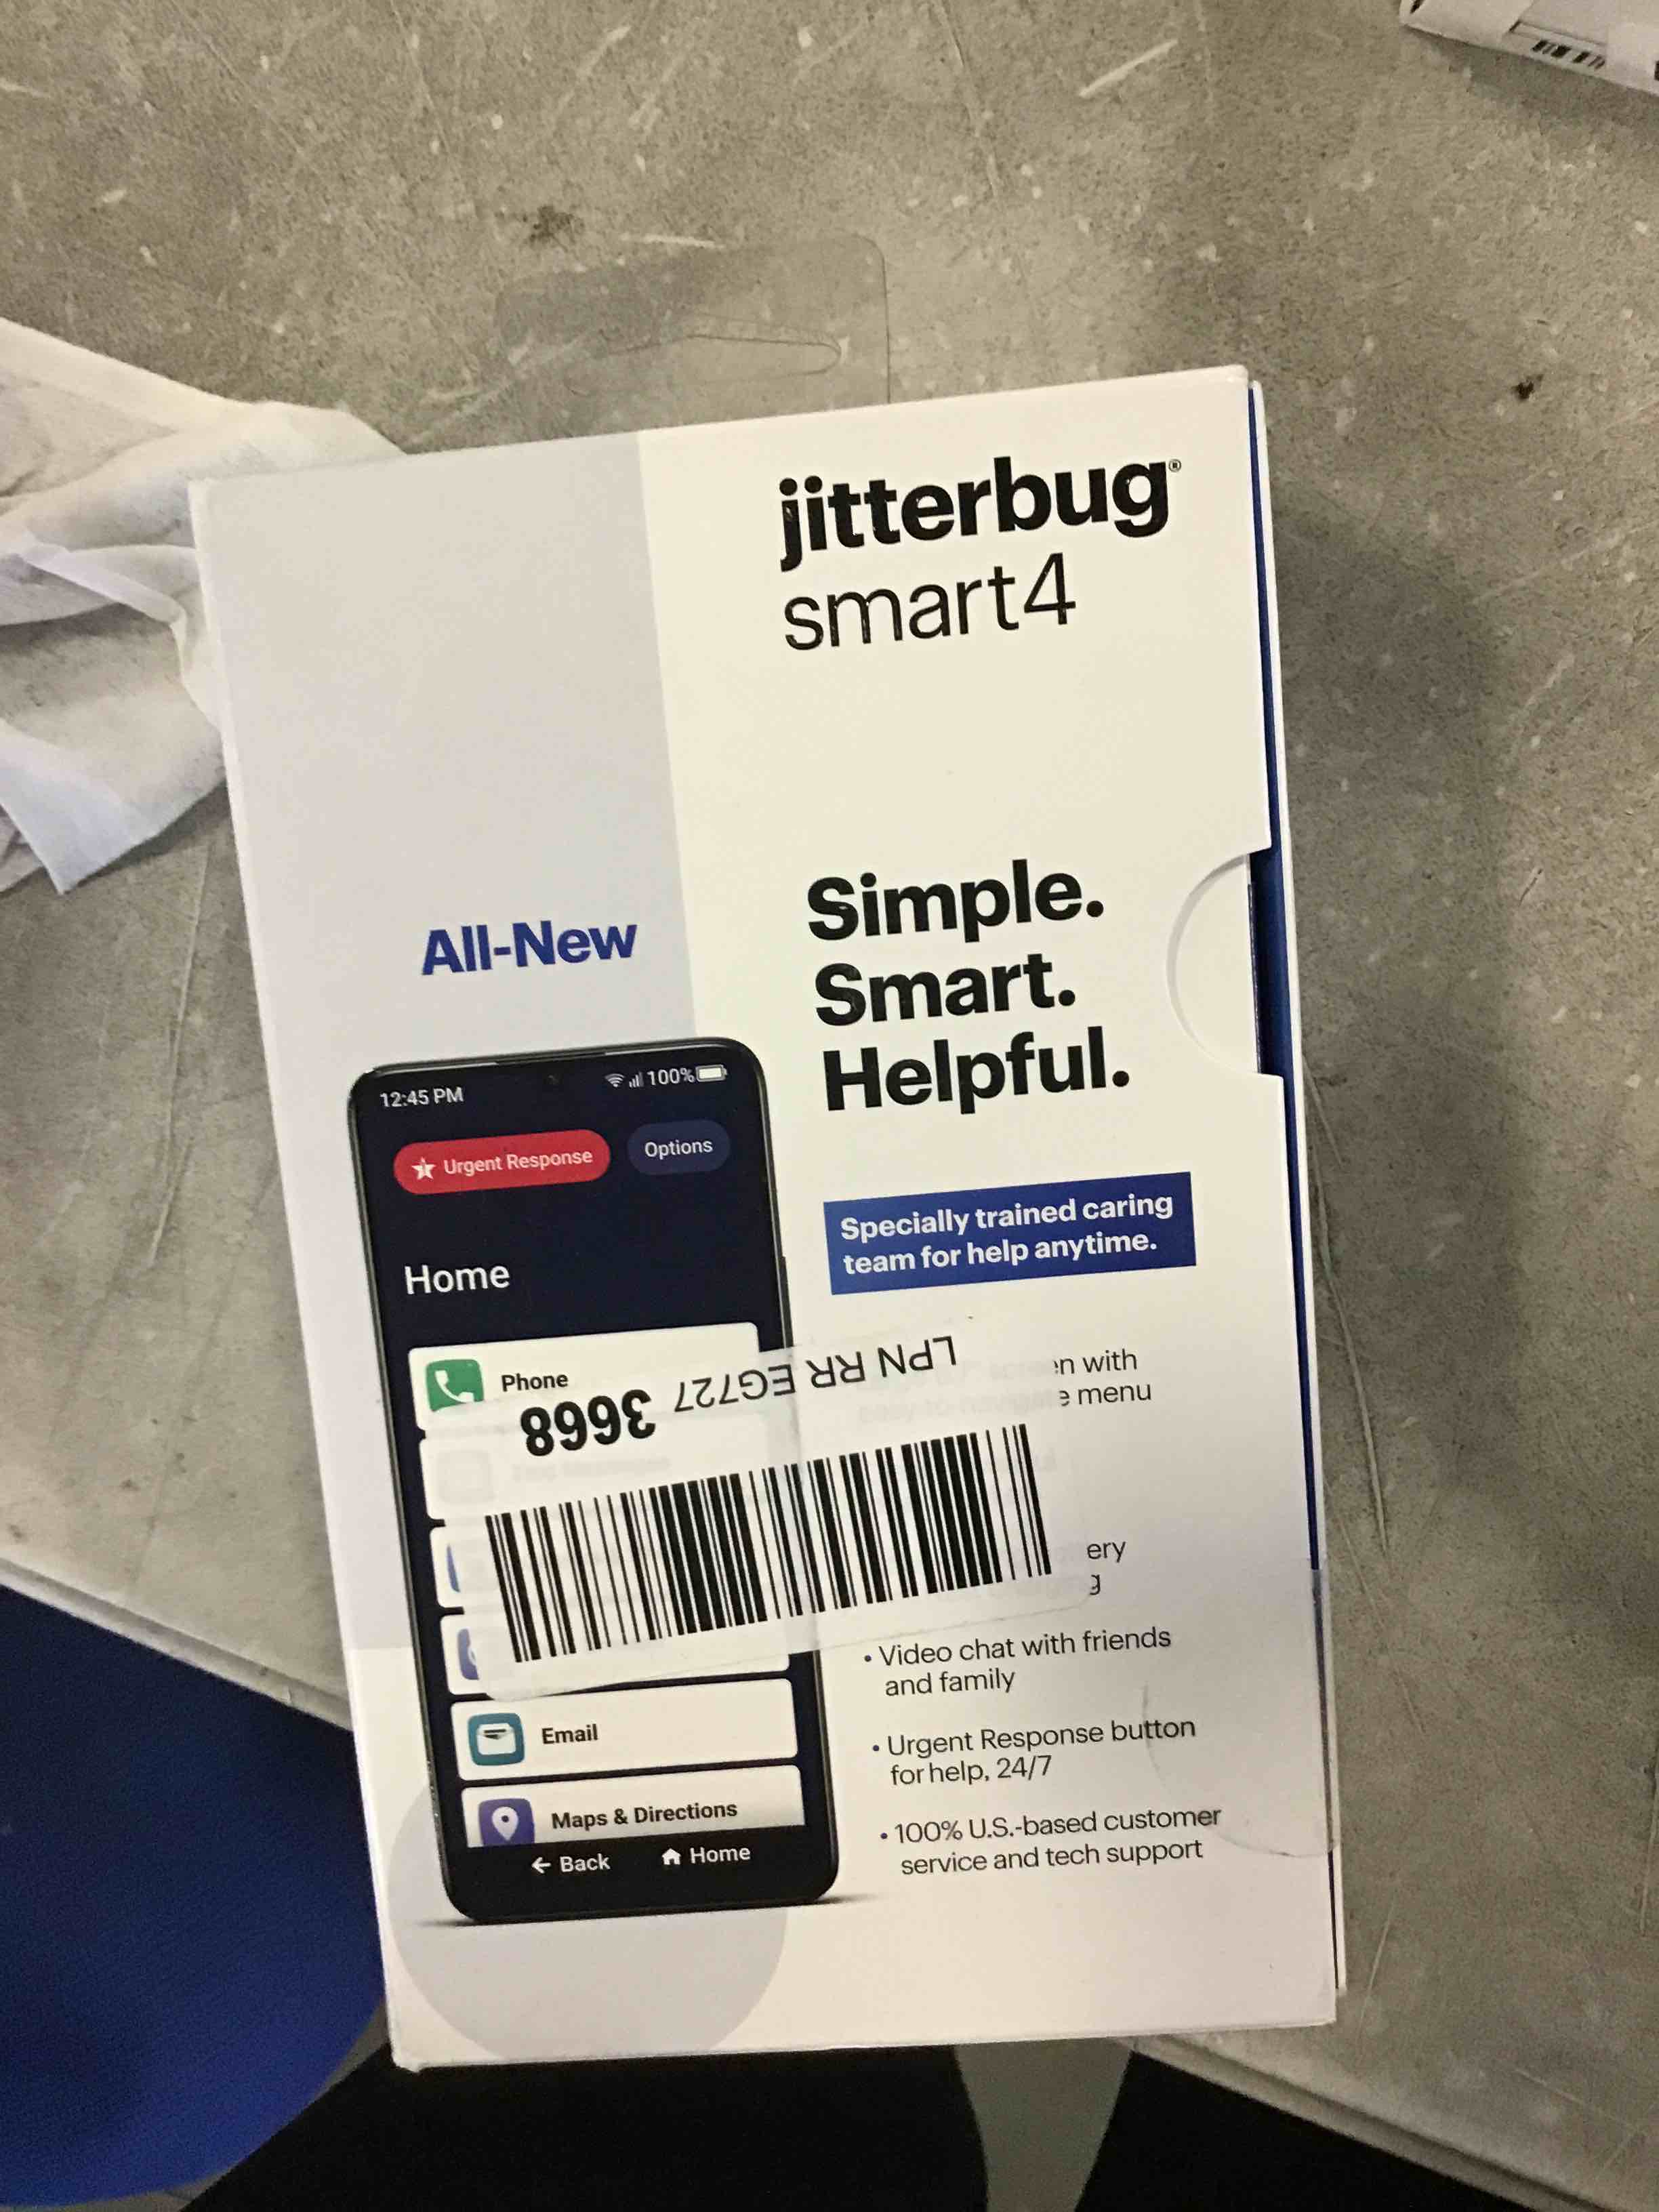 jitterbug®
smart4
All-New
Simple.
Smart.
Helpful.
12:45 PM
100%
Urgent Response
Options
Specially trained caring
team for help anytime.
Home
Phone
LPN RR EG727 3668
with
menu
Video chat with friends
and family
• Urgent Response button
for help, 24/7
• 100% U.S.-based customer
service and tech support
Email
Maps & Directions
Back
Home